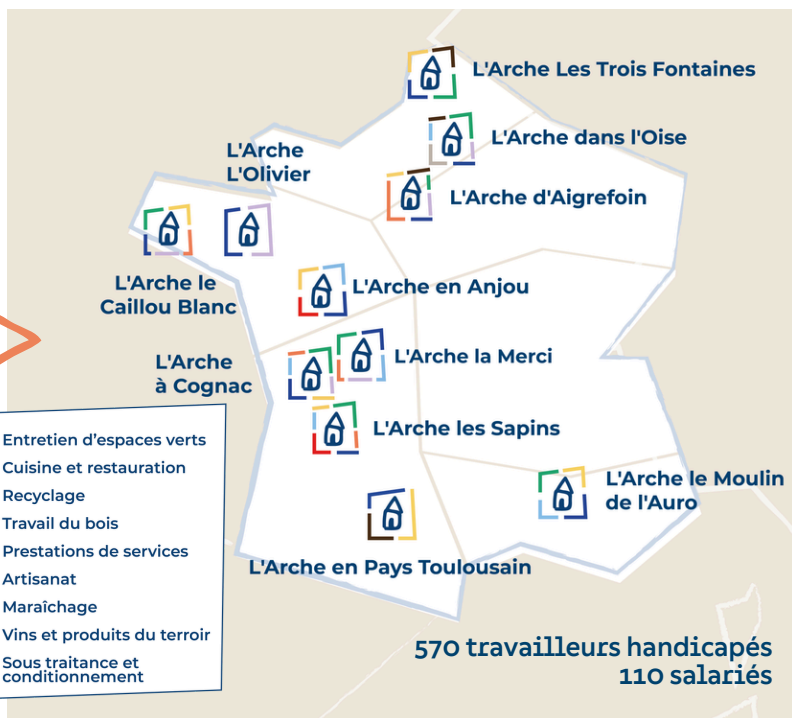 L'Arche Les Trois Fontaines
L'Arche dans l'Oise
L'Arche
L'Olivier
L'Arche d'Aigrefoin
L'Arche le
Caillou Blanc
L'Arche en Anjou
L'Arche
à Cognac
L'Arche la Merci
L'Arche les Sapins
L'Arche le Moulin
de l'Auro
L'Arche en Pays Toulousain
Entretien d'espaces verts
Cuisine et restauration
Recyclage
Travail du bois
Prestations de services
Artisanat
Maraîchage
Vins et produits du terroir
Sous traitance et
conditionnement
570 travailleurs handicapés
110 salariés